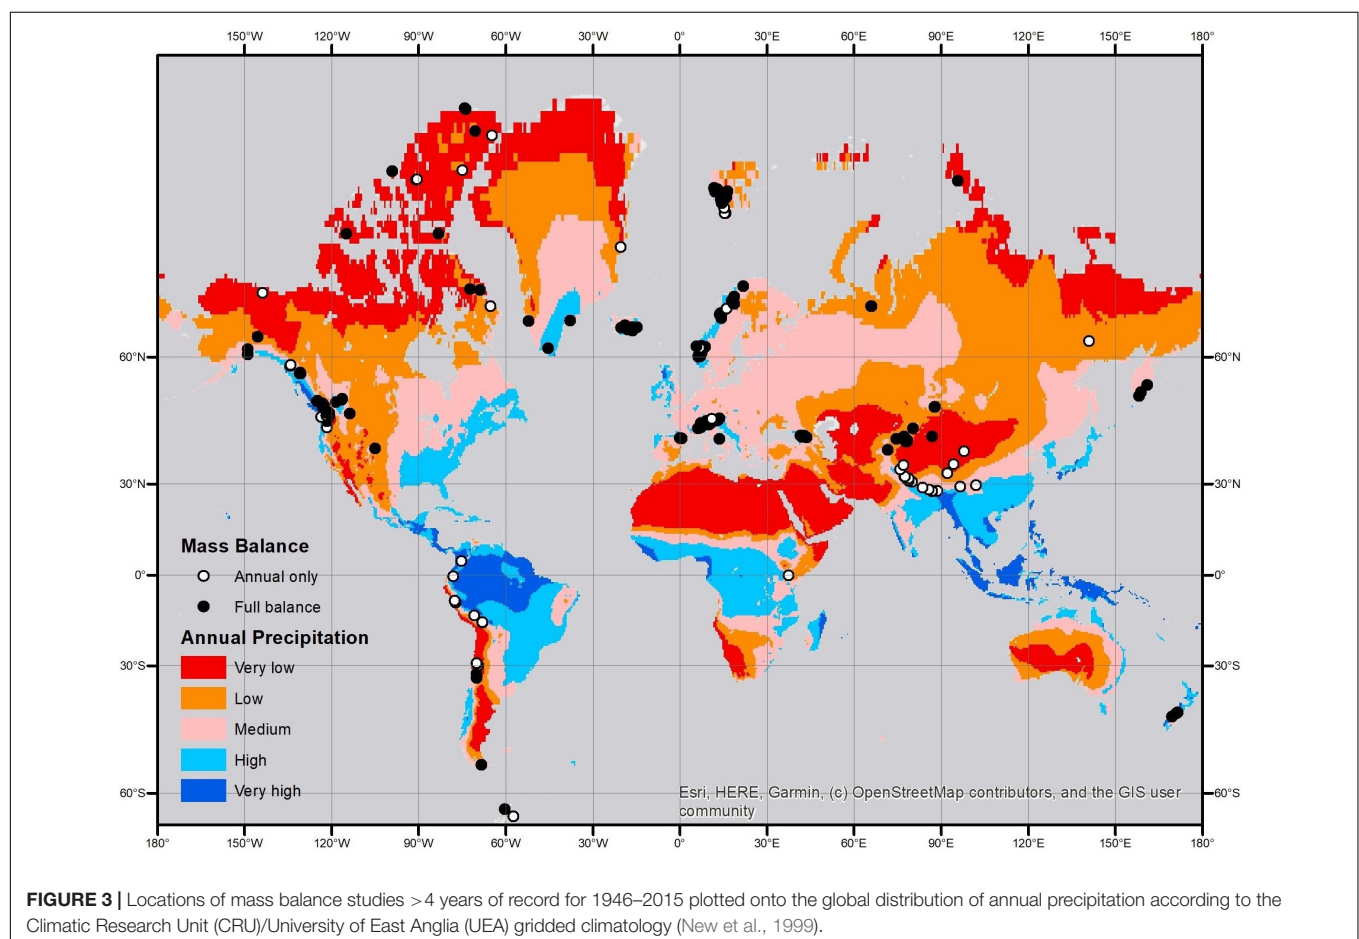 150°W 120°W 90°W 60°W 30°W 0° 30°E 60°E 90°E 120°E 150°E 180°
60°N 60°N
30°N 30°N
Mass Balance
Annual only
0° 0°
Full balance
Annual Precipitation
Very low
30°S 30°S
Low
Medium
High
Very high
60°S 60°S
Esri, HERE, Garmin, (c) OpenStreetMap contributors, and the GIS user
community
180° 150°W 120°W 90°W 60°W 30°W 0° 30°E 60°E 90°E 120°E 150°E 180°
FIGURE 3 | Locations of mass balance studies >4 years of record for 1946–2015 plotted onto the global distribution of annual precipitation according to the
Climatic Research Unit (CRU)/University of East Anglia (UEA) gridded climatology (New et al., 1999).